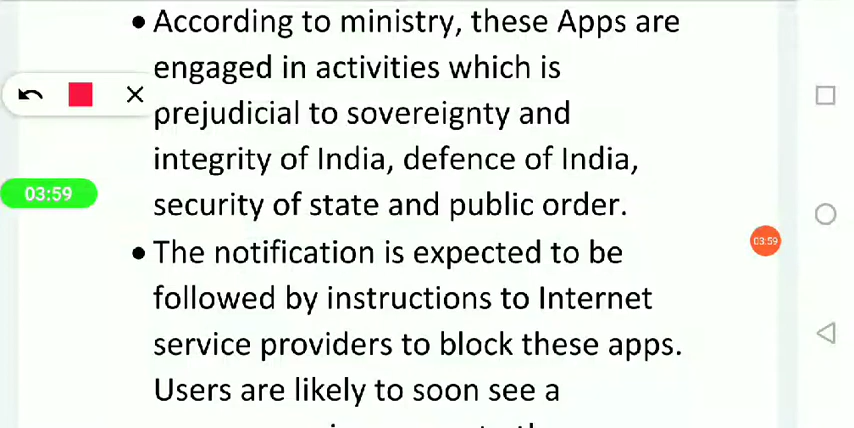 • According to ministry, these Apps are
engaged in activities which is
prejudicial to sovereignty and
integrity of India, defence of India,
03:59
security of state and public order.
03:59
• The notification is expected to be
followed by instructions to Internet
service providers to block these apps.
Users are likely to soon see a